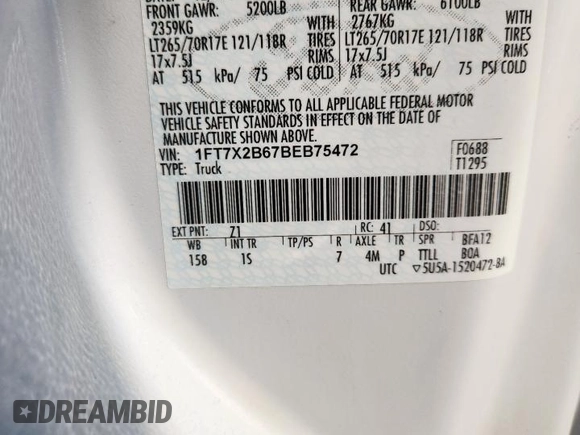 FRONT GAWR: 5200LB REAR GAWR: 6100LB
2359KG WITH 2767KG WITH
LT265/70R17E 121/118R TIRES LT265/70R17E 121/118R TIRES
17x7.5J RIMS 17x7.5J RIMS
AT 515 kPa/ 75 PSI COLD AT 515 kPa/ 75 PSI COLD
THIS VEHICLE CONFORMS TO ALL APPLICABLE FEDERAL MOTOR
VEHICLE SAFETY STANDARDS IN EFFECT ON THE DATE OF
MANUFACTURE SHOWN ABOVE.
VIN: 1FT7X2B67BEB75472 F0688
TYPE: Truck T1295
EXT PNT: Z1 RC: 41 DSO:
WB INT TR TP/PS R AXLE TR SPR BFA12
158 1S 7 4M P TTLL BOA
UTC ▽5U5A-1520472-BA
DREAMBID